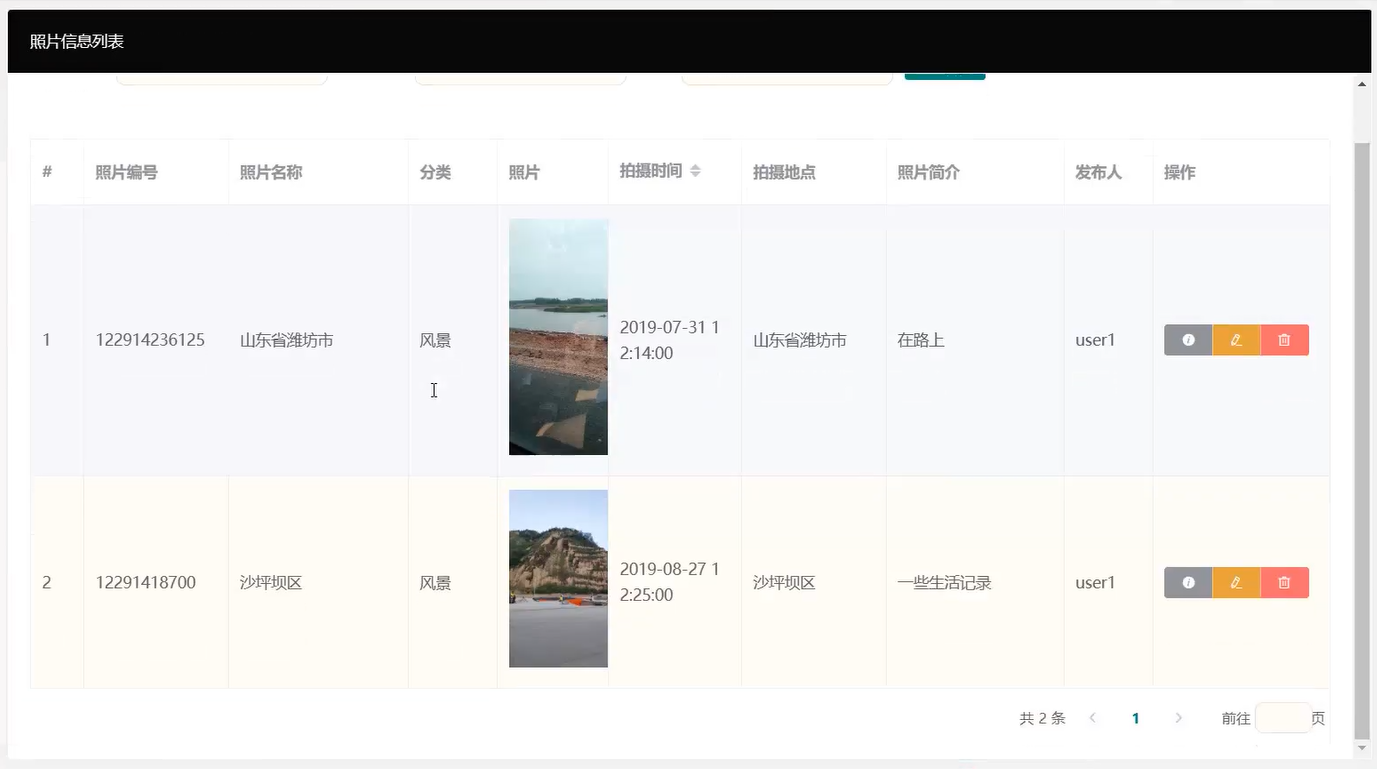 照片信息列表
# 照片编号 照片名称 分类 照片 拍摄时间 拍摄地点 照片简介 发布人 操作
1 122914236125 山东省潍坊市 风景 2019-07-31 1 山东省潍坊市 在路上 user1
2:14:00
2 12291418700 沙坪坝区 风景 2019-08-27 1 沙坪坝区 一些生活记录 user1
2:25:00
共 2 条 1 前往 页